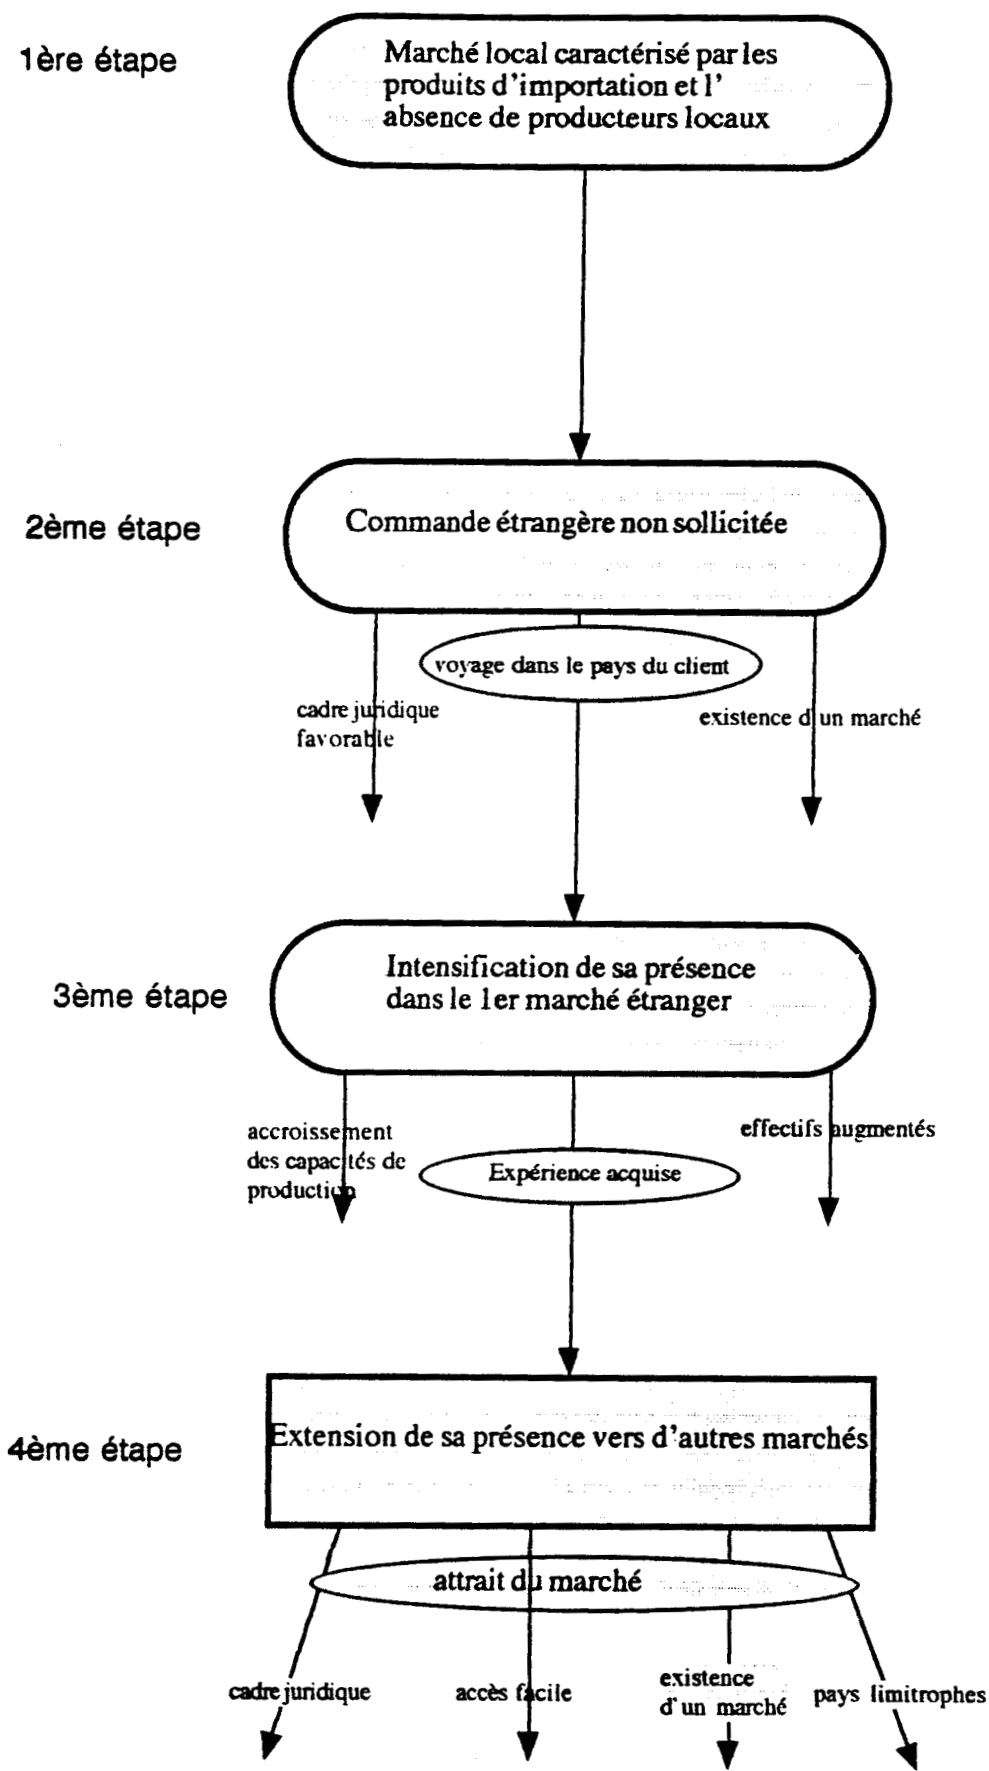 1ère étape
Marché local caractérisé par les
produits d'importation et l'
absence de producteurs locaux
2ème étape
Commande étrangère non sollicitée
voyage dans le pays du client
cadre juridique
favorable
existence d'un marché
3ème étape
Intensification de sa présence
dans le 1er marché étranger
accroissement
des capacités de
production
effectifs augmentés
Expérience acquise
4ème étape
Extension de sa présence vers d'autres marchés
attrait du marché
cadre juridique
accès facile
existence
d'un marché
pays limitrophes